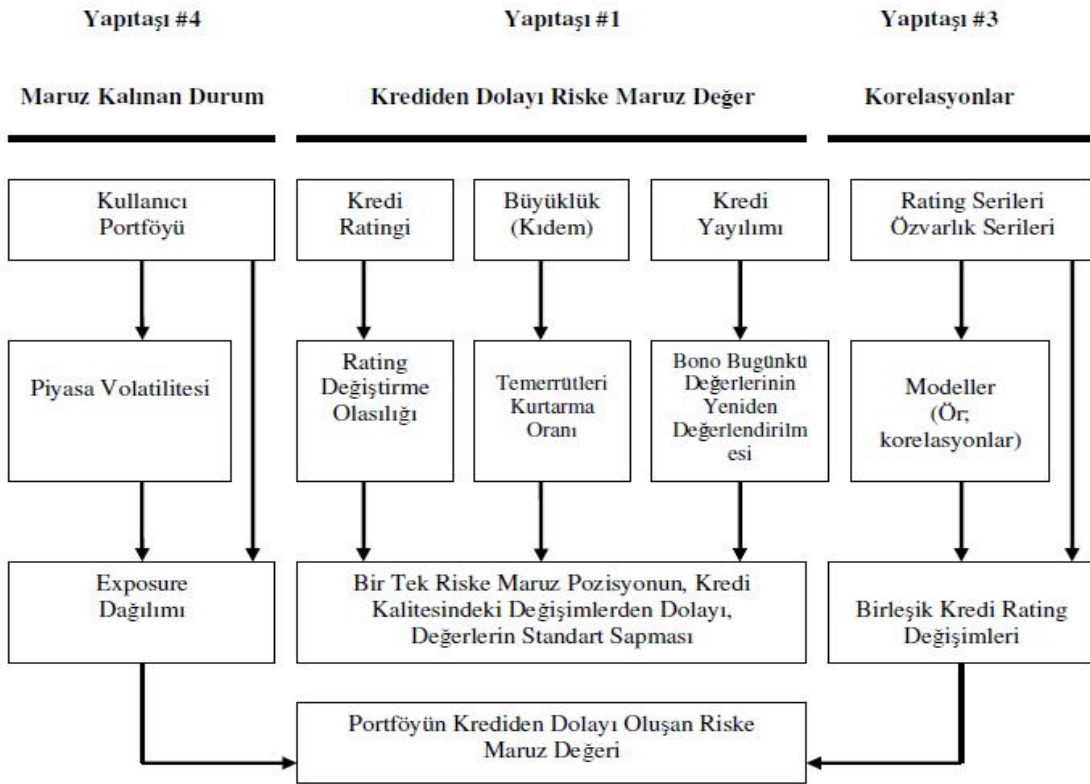 Yapıtaşı #4
Yapıtaşı #1
Yapıtaşı #3
Maruz Kalınan Durum
Krediden Dolayı Riske Maruz Değer
Korelasyonlar
Kullanıcı
Portföyü
Kredi
Ratingi
Büyüklük
(Kıdem)
Kredi
Yayılımı
Rating Serileri
Özvarlık Serileri
Piyasa Volatilitesi
Rating
Değiştirme
Olasılığı
Temerrütleri
Kurtarma
Oranı
Bono Bugünkü
Değerlerinin
Yeniden
Değerlendirilm
esi
Modeller
(Ör;
korelasyonlar)
Exposure
Dağılımı
Bir Tek Riske Maruz Pozisyonun, Kredi
Kalitesindeki Değişimlerden Dolayı,
Değerlerin Standart Sapması
Birleşik Kredi Rating
Değişimleri
Portföyün Krediden Dolayı Oluşan Riske
Maruz Değeri